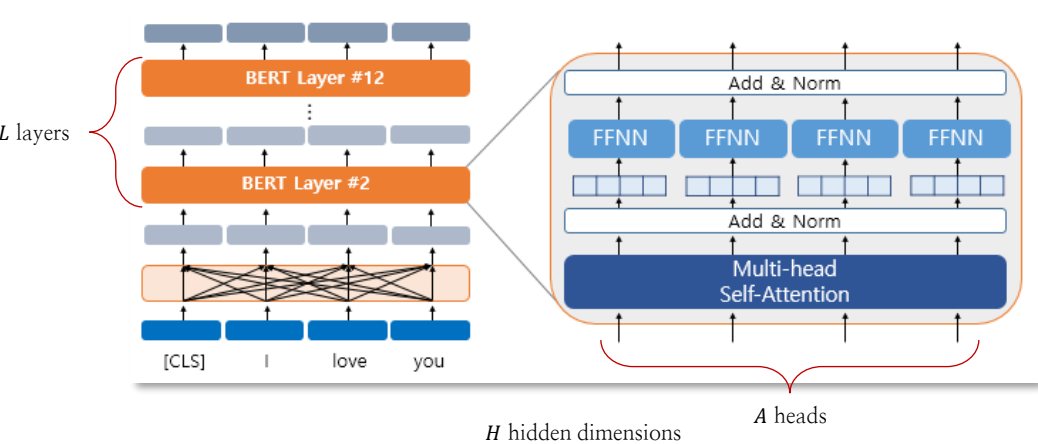 BERT Layer #12
L layers
BERT Layer #2
[CLS] I love you
Add & Norm
FFNN FFNN FFNN FFNN
Add & Norm
Multi-head
Self-Attention
A heads
H hidden dimensions